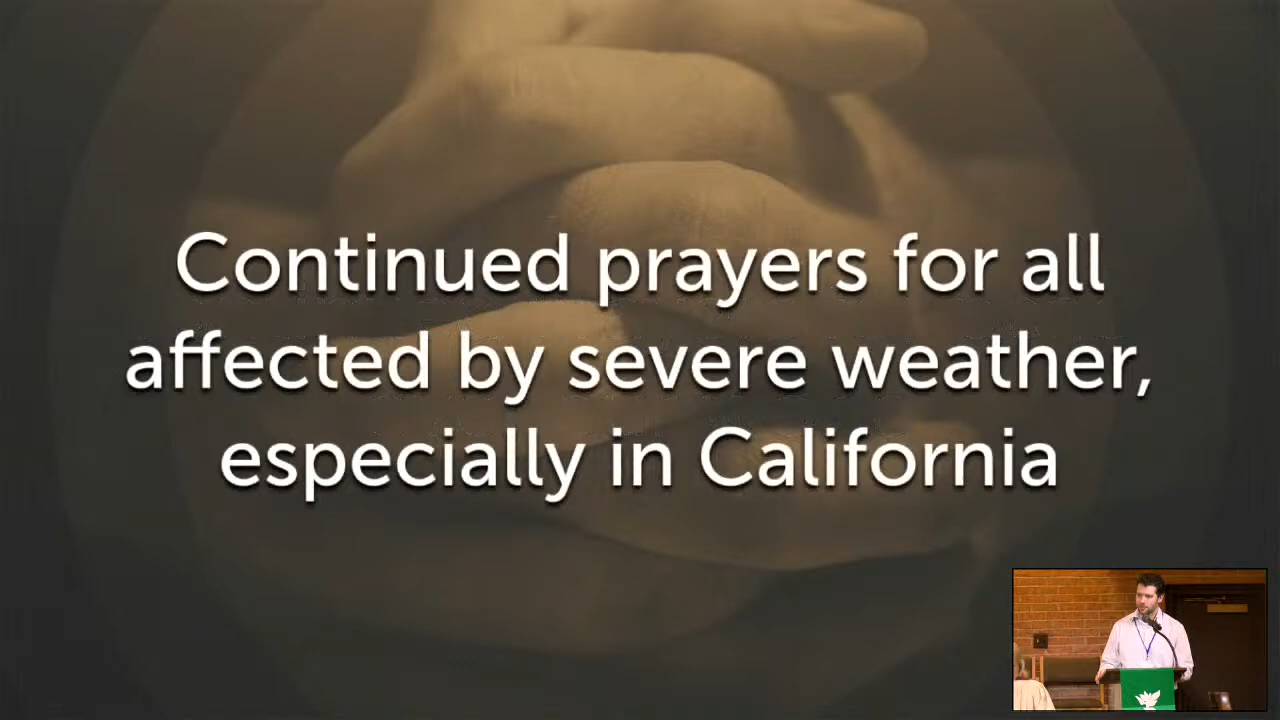 Continued prayers for all
affected by severe weather,
especially in California